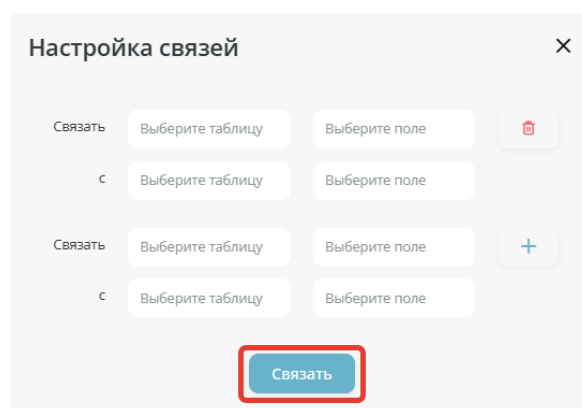 Настройка связей
Связать Выберите таблицу Выберите поле
с Выберите таблицу Выберите поле
Связать Выберите таблицу Выберите поле
с Выберите таблицу Выберите поле
Связать